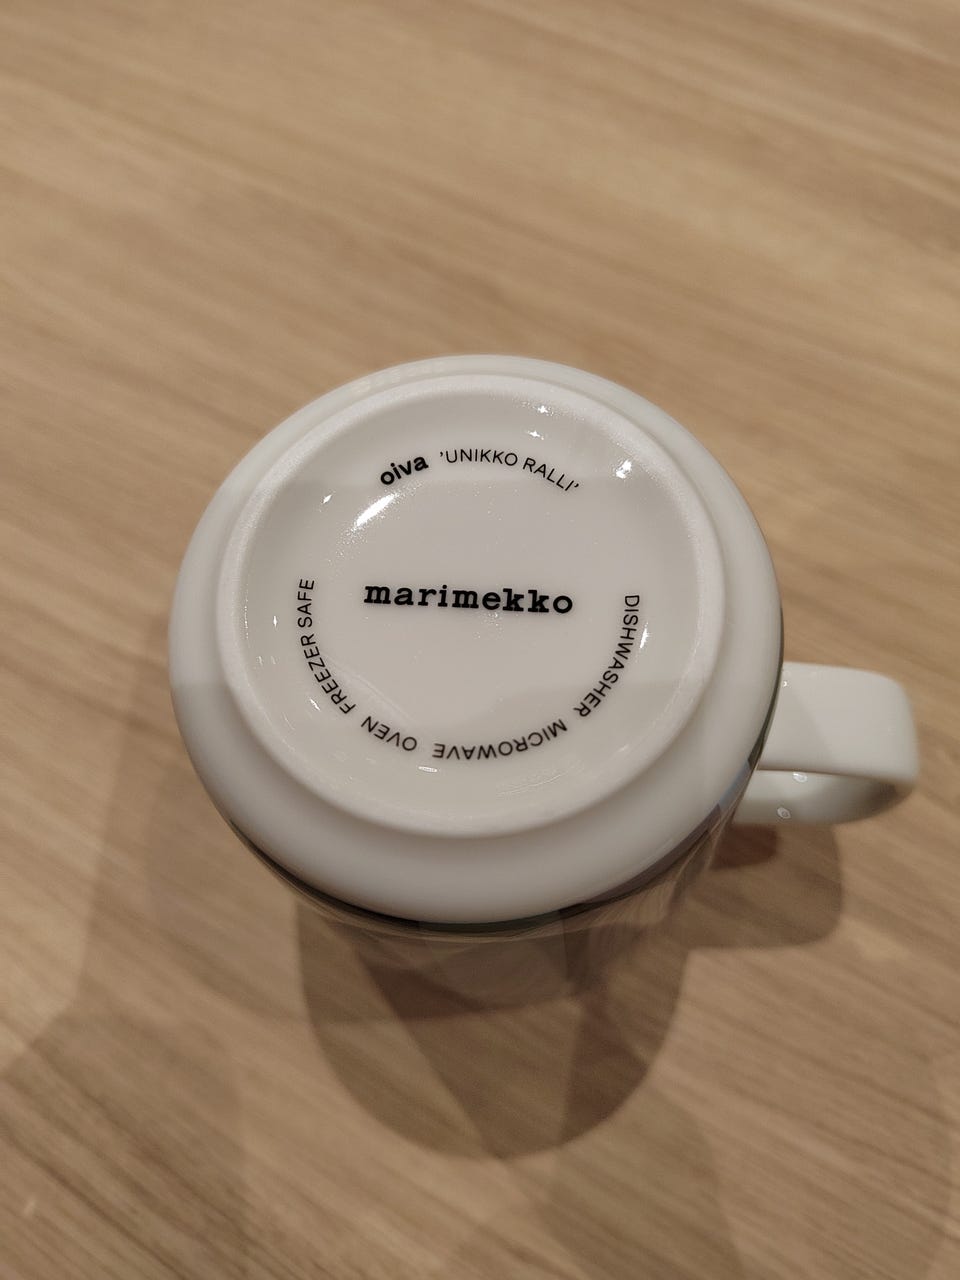 oiva ’UNIKKO RALLI’
marimekko
DISHWASHER MICROWAVE OVEN FREEZER SAFE